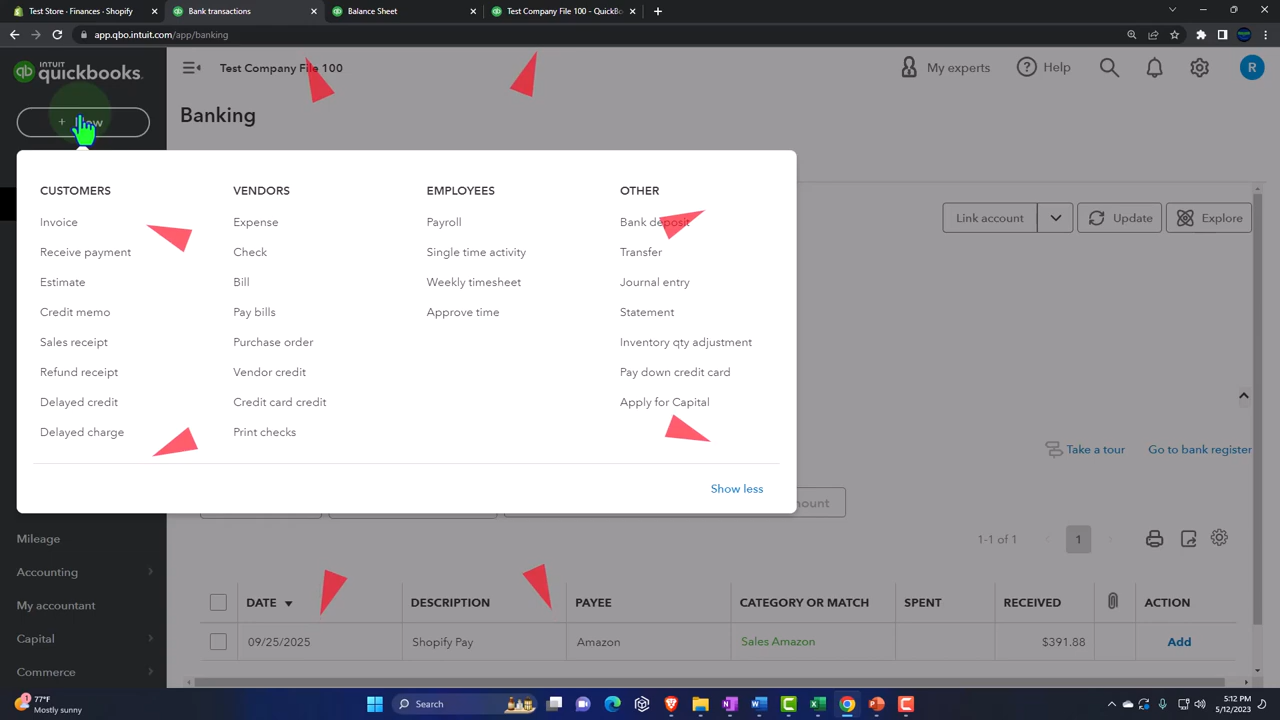 Test Store · Finances · Shopify
Bank transactions
Balance Sheet
Test Company File 100 - QuickBo
app.qbo.intuit.com/app/banking
INTUIT
quickbooks.
Test Company File 100
My experts
Help
R
+ New
Banking
CUSTOMERS
VENDORS
EMPLOYEES
OTHER
Invoice
Expense
Payroll
Bank deposit
Receive payment
Check
Single time activity
Transfer
Estimate
Bill
Weekly timesheet
Journal entry
Credit memo
Pay bills
Approve time
Statement
Sales receipt
Purchase order
Inventory qty adjustment
Refund receipt
Vendor credit
Pay down credit card
Delayed credit
Credit card credit
Apply for Capital
Delayed charge
Print checks
Show less
Link account
Update
Explore
Take a tour
Go to bank register
1-1 of 1
1
Mileage
Accounting
My accountant
Capital
Commerce
DATE
DESCRIPTION
PAYEE
CATEGORY OR MATCH
SPENT
RECEIVED
ACTION
09/25/2025
Shopify Pay
Amazon
Sales Amazon
$391.88
Add
77°F
Mostly sunny
Search
5/12/2023